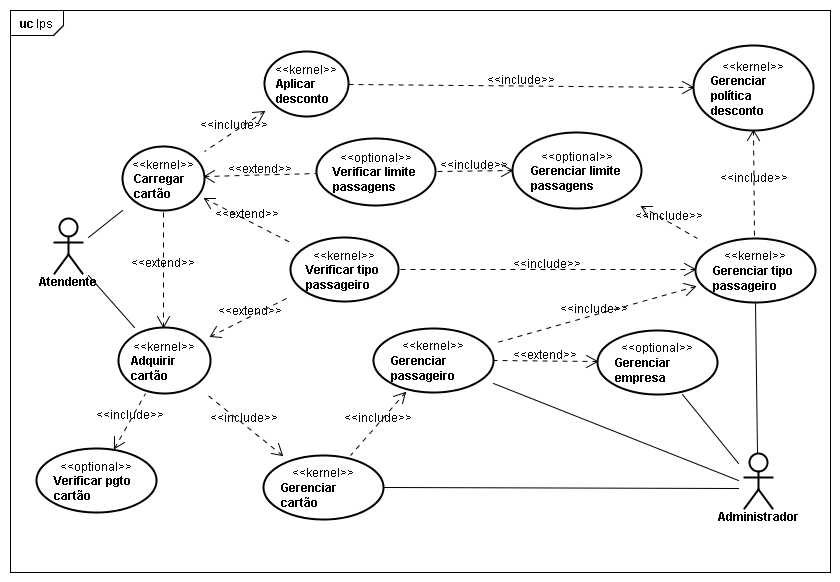 uc lps
<<kernel>>
Aplicar
desconto
<<include>>
<<kernel>>
Gerenciar
política
desconto
<<include>>
<<kernel>>
Carregar
cartão
<<extend>>
<<optional>>
Verificar limite
passagens
<<include>>
<<optional>>
Gerenciar limite
passagens
<<include>>
<<extend>>
<<include>>
Atendente
<<extend>>
<<kernel>>
Verificar tipo
passageiro
<<include>>
<<kernel>>
Gerenciar tipo
passageiro
<<extend>>
<<include>>
<<kernel>>
Adquirir
cartão
<<kernel>>
Gerenciar
passageiro
<<extend>>
<<optional>>
Gerenciar
empresa
<<include>>
<<include>>
<<include>>
<<optional>>
Verificar pgto
cartão
<<kernel>>
Gerenciar
cartão
Administrador